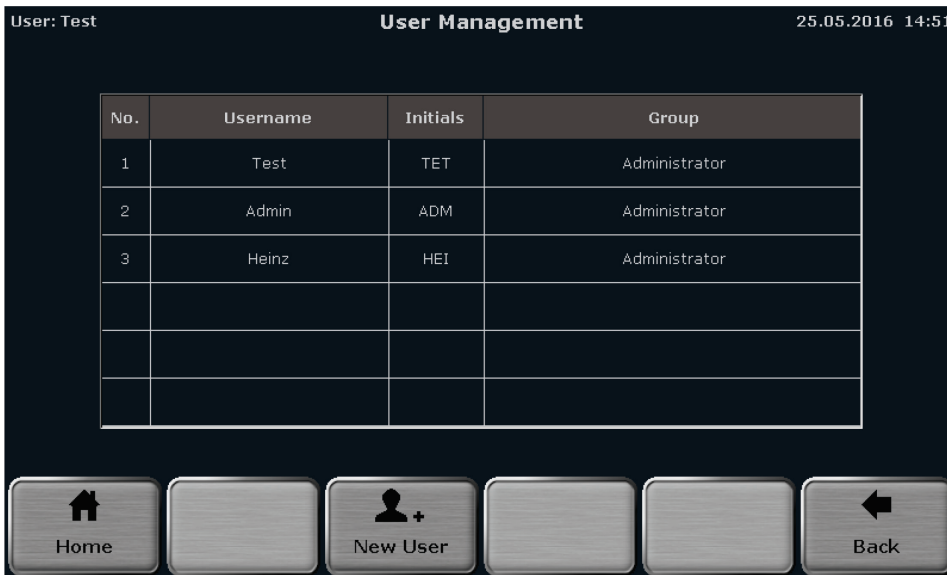 User: Test User Management 25.05.2016 14:51
No. Username Initials Group
1 Test TET Administrator
2 Admin ADM Administrator
3 Heinz HEI Administrator
Home New User Back